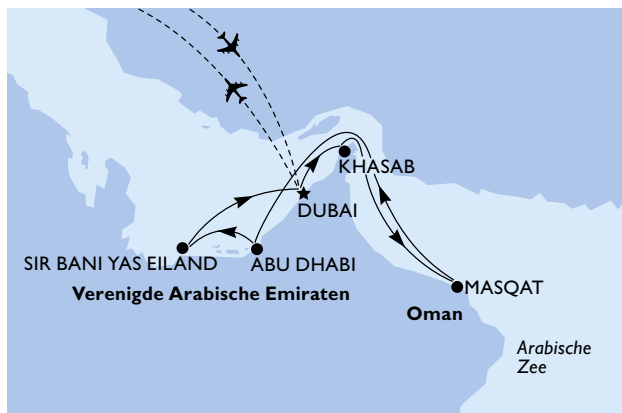 KHASAB
DUBAI
SIR BANI YAS EILAND
ABU DHABI
Verenigde Arabische Emiraten
MASQAT
Oman
Arabische
Zee